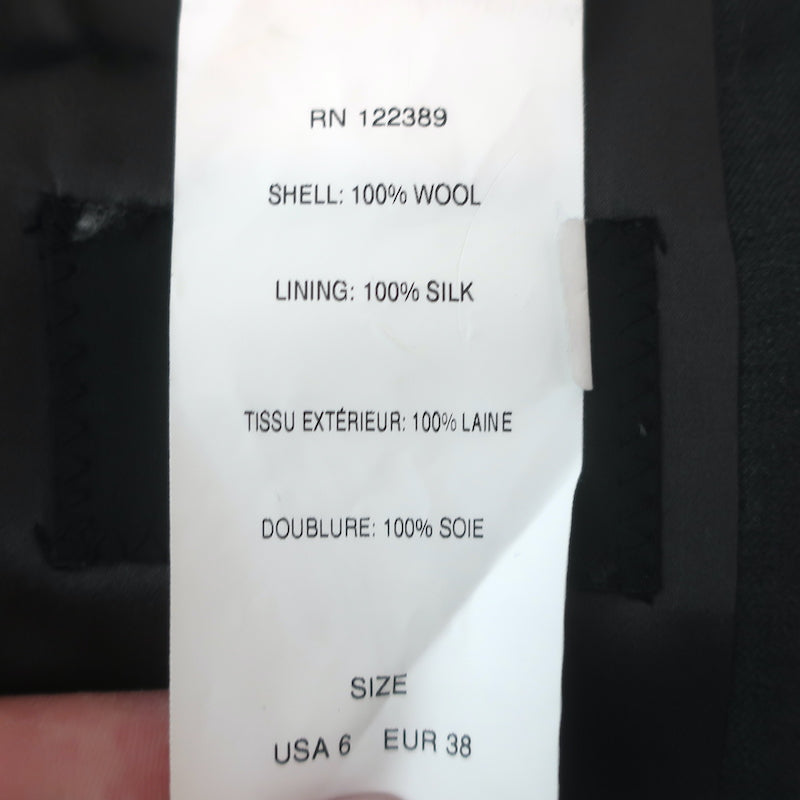 RN 122389
SHELL: 100% WOOL
LINING: 100% SILK
TISSU EXTÉRIEUR: 100% LAINE
DOUBLURE: 100% SOIE
SIZE
USA 6 EUR 38